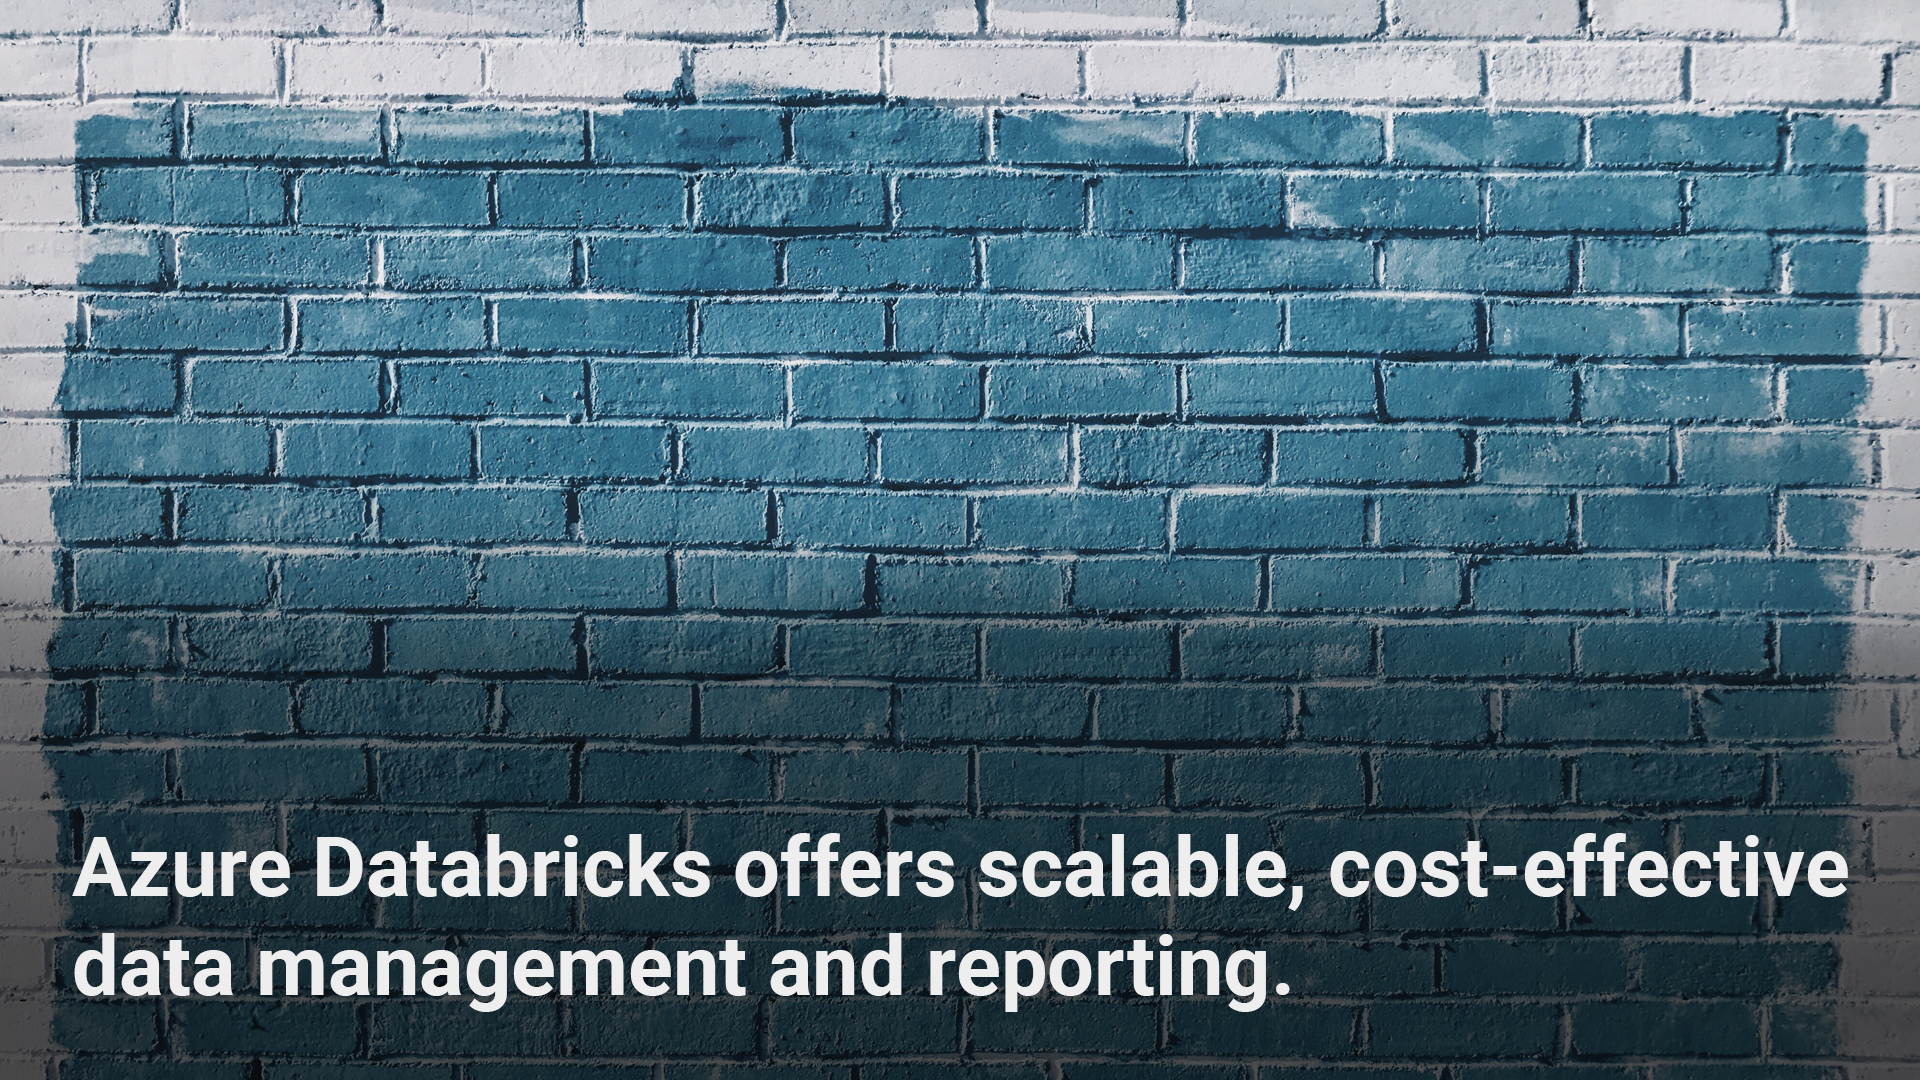 Azure Databricks offers scalable, cost-effective
data management and reporting.